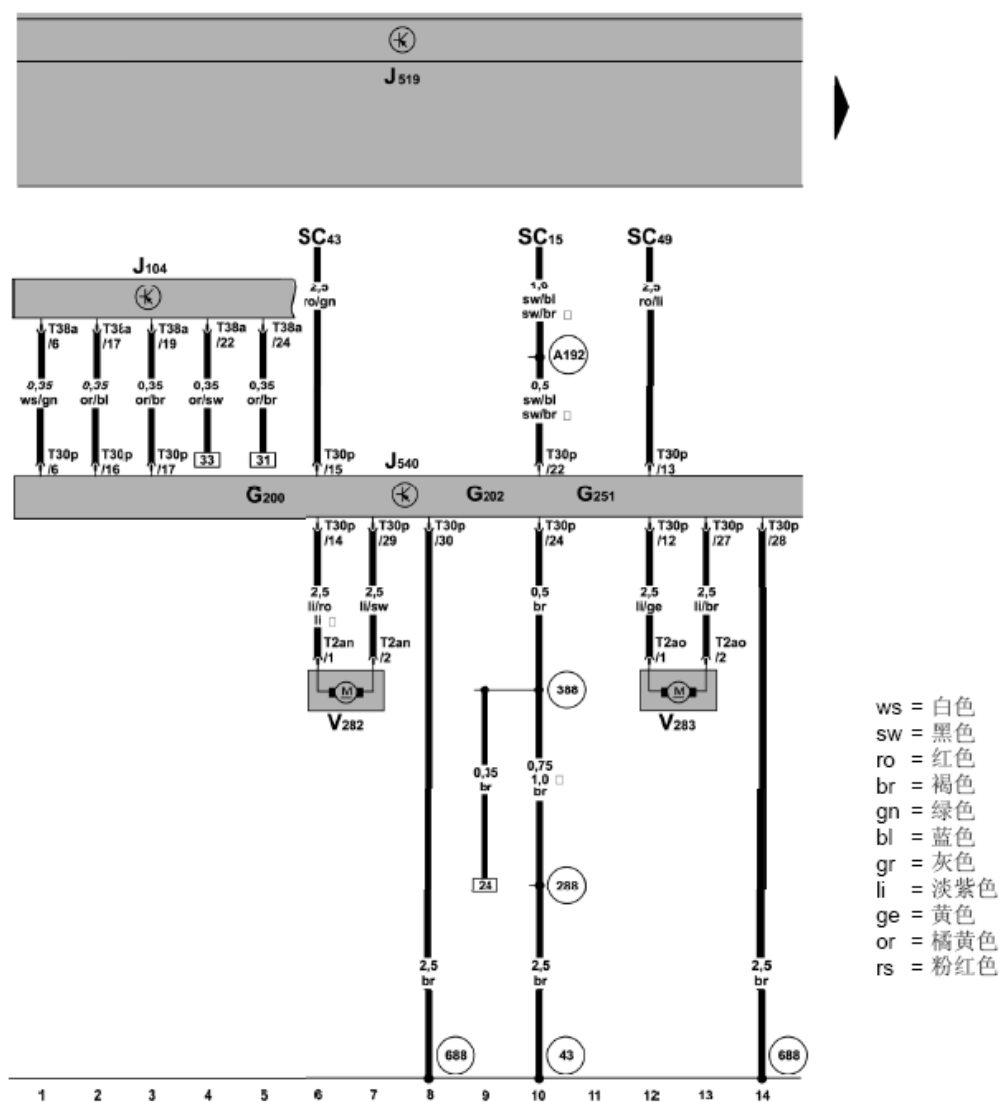 J519
SC43
SC15
SC49
J104
2,5
ro/gn
1,0
sw/bl
sw/br
2,5
ro/li
T38a
/6
T38a
/17
T38a
/19
T38a
/22
T38a
/24
A192
0,35
ws/gn
0,35
or/bl
0,35
or/br
0,35
or/sw
0,35
or/br
0,5
sw/bl
sw/br
T30p
/6
T30p
/16
T30p
/17
33
31
T30p
/15
J540
T30p
/22
T30p
/13
G200
G202
G251
T30p
/14
T30p
/29
T30p
/30
T30p
/24
T30p
/12
T30p
/27
T30p
/28
2,5
li/ro
li
2,5
li/sw
0,5
br
2,5
li/ge
2,5
li/br
T2an
/1
T2an
/2
T2ao
/1
T2ao
/2
M
M
388
V282
V283
0,35
br
0,75
1,0
br
24
288
2,5
br
2,5
br
2,5
br
688
43
688
1 2 3 4 5 6 7 8 9 10 11 12 13 14
ws = 白色
sw = 黑色
ro = 红色
br = 褐色
gn = 绿色
bl = 蓝色
gr = 灰色
li = 淡紫色
ge = 黄色
or = 橘黄色
rs = 粉红色